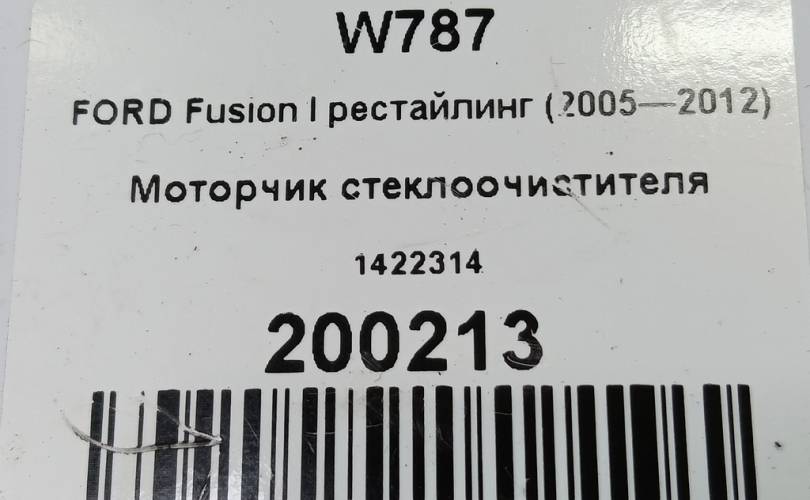 W787
FORD Fusion I рестайлинг (2005—2012)
Моторчик стеклоочистителя
1422314
200213